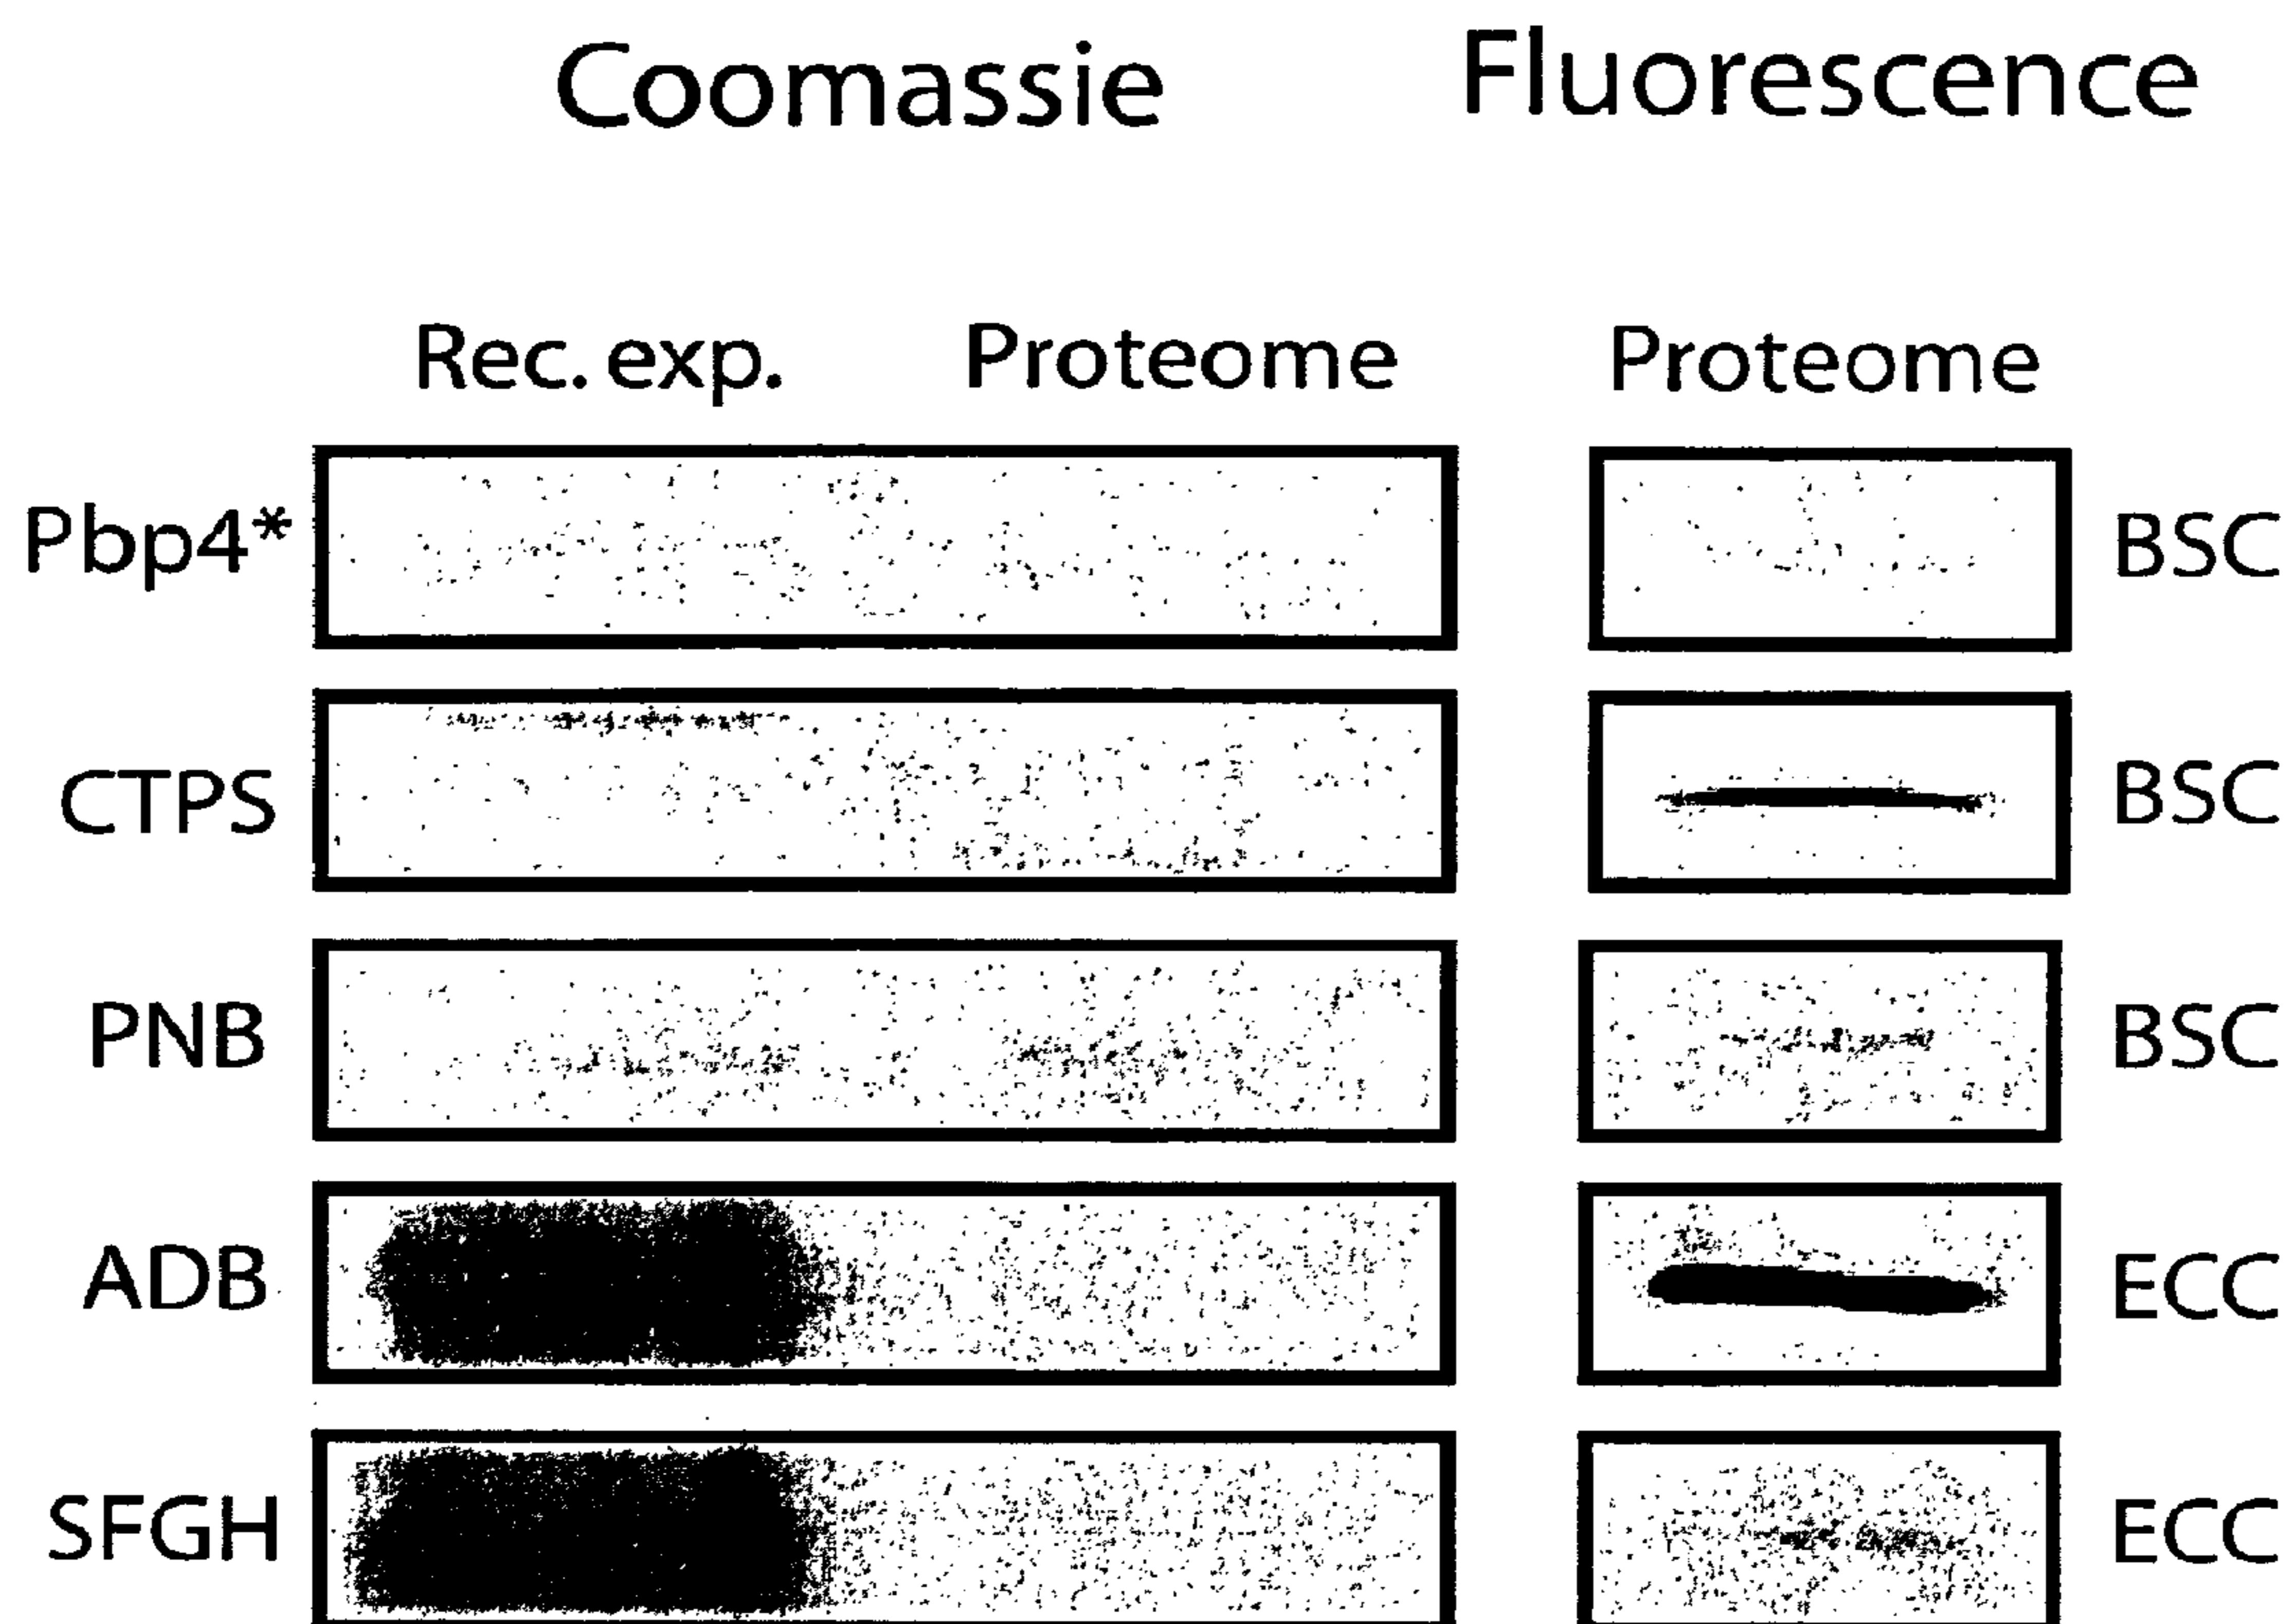 Coomassie Fluorescence
Rec. exp. Proteome Proteome
Pbp4* BSC
CTPS BSC
PNB BSC
ADB ECC
SFGH ECC